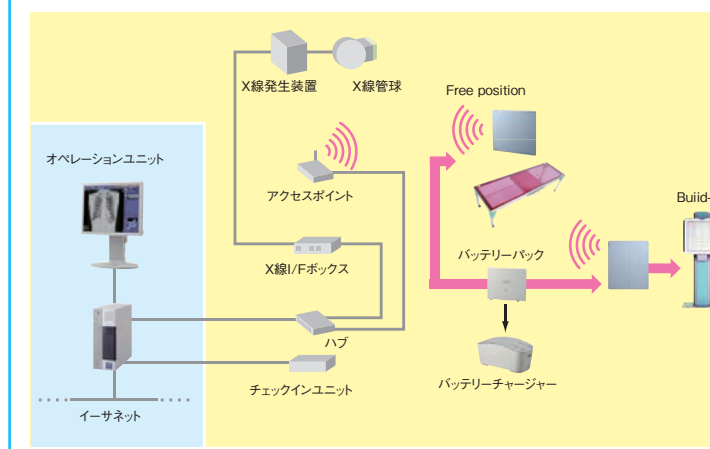 X線発生装置
X線管球
Free position
オペレーションユニット
アクセスポイント
Buiid-
バッテリーパック
X線I/Fボックス
ハブ
チェックインユニット
バッテリーチャージャー
イーサネット